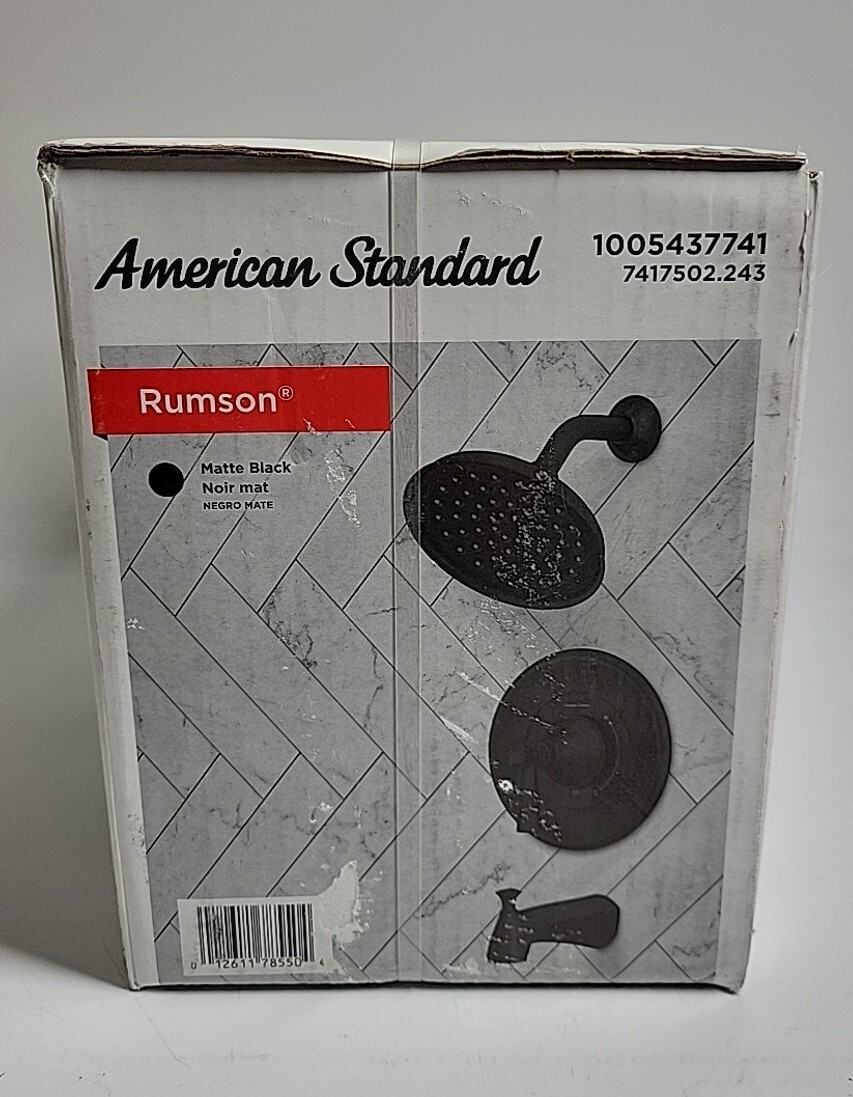 American Standard
1005437741
7417502.243
Rumson®
Matte Black
Noir mat
NEGRO MATE
0 12611 78550 4